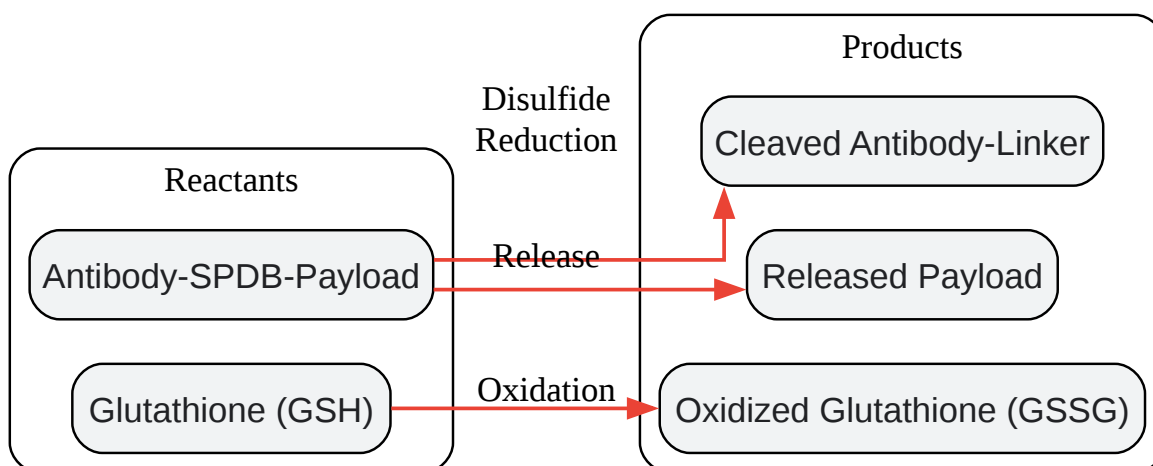 Products
Disulfide
Reduction
Cleaved Antibody-Linker
Reactants
Antibody-SPDB-Payload
Release
Released Payload
Glutathione (GSH)
Oxidation
Oxidized Glutathione (GSSG)